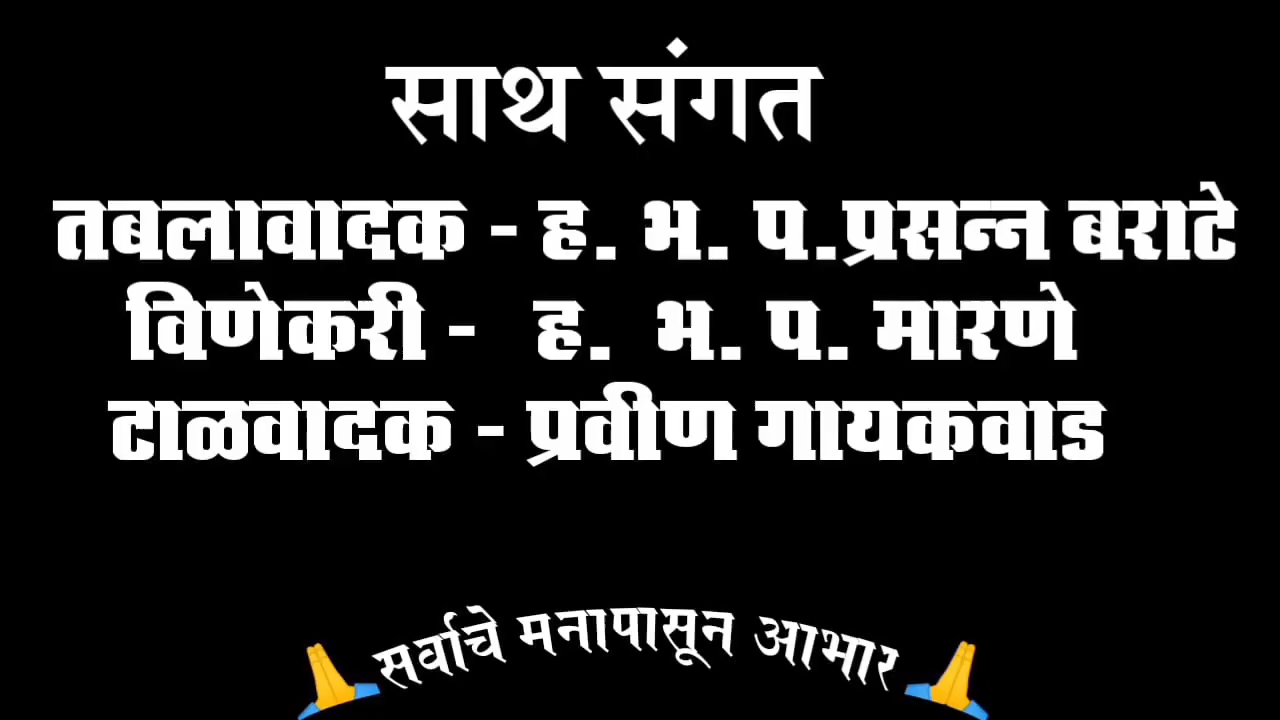 साथ संगत
तबलावादक - ह. भ. प.प्रसन्न बराटे
विणेकरी - ह. भ. प. मारणे
टाळवादक - प्रवीण गायकवाड
🙏सर्वाचे मनापासून आभार🙏